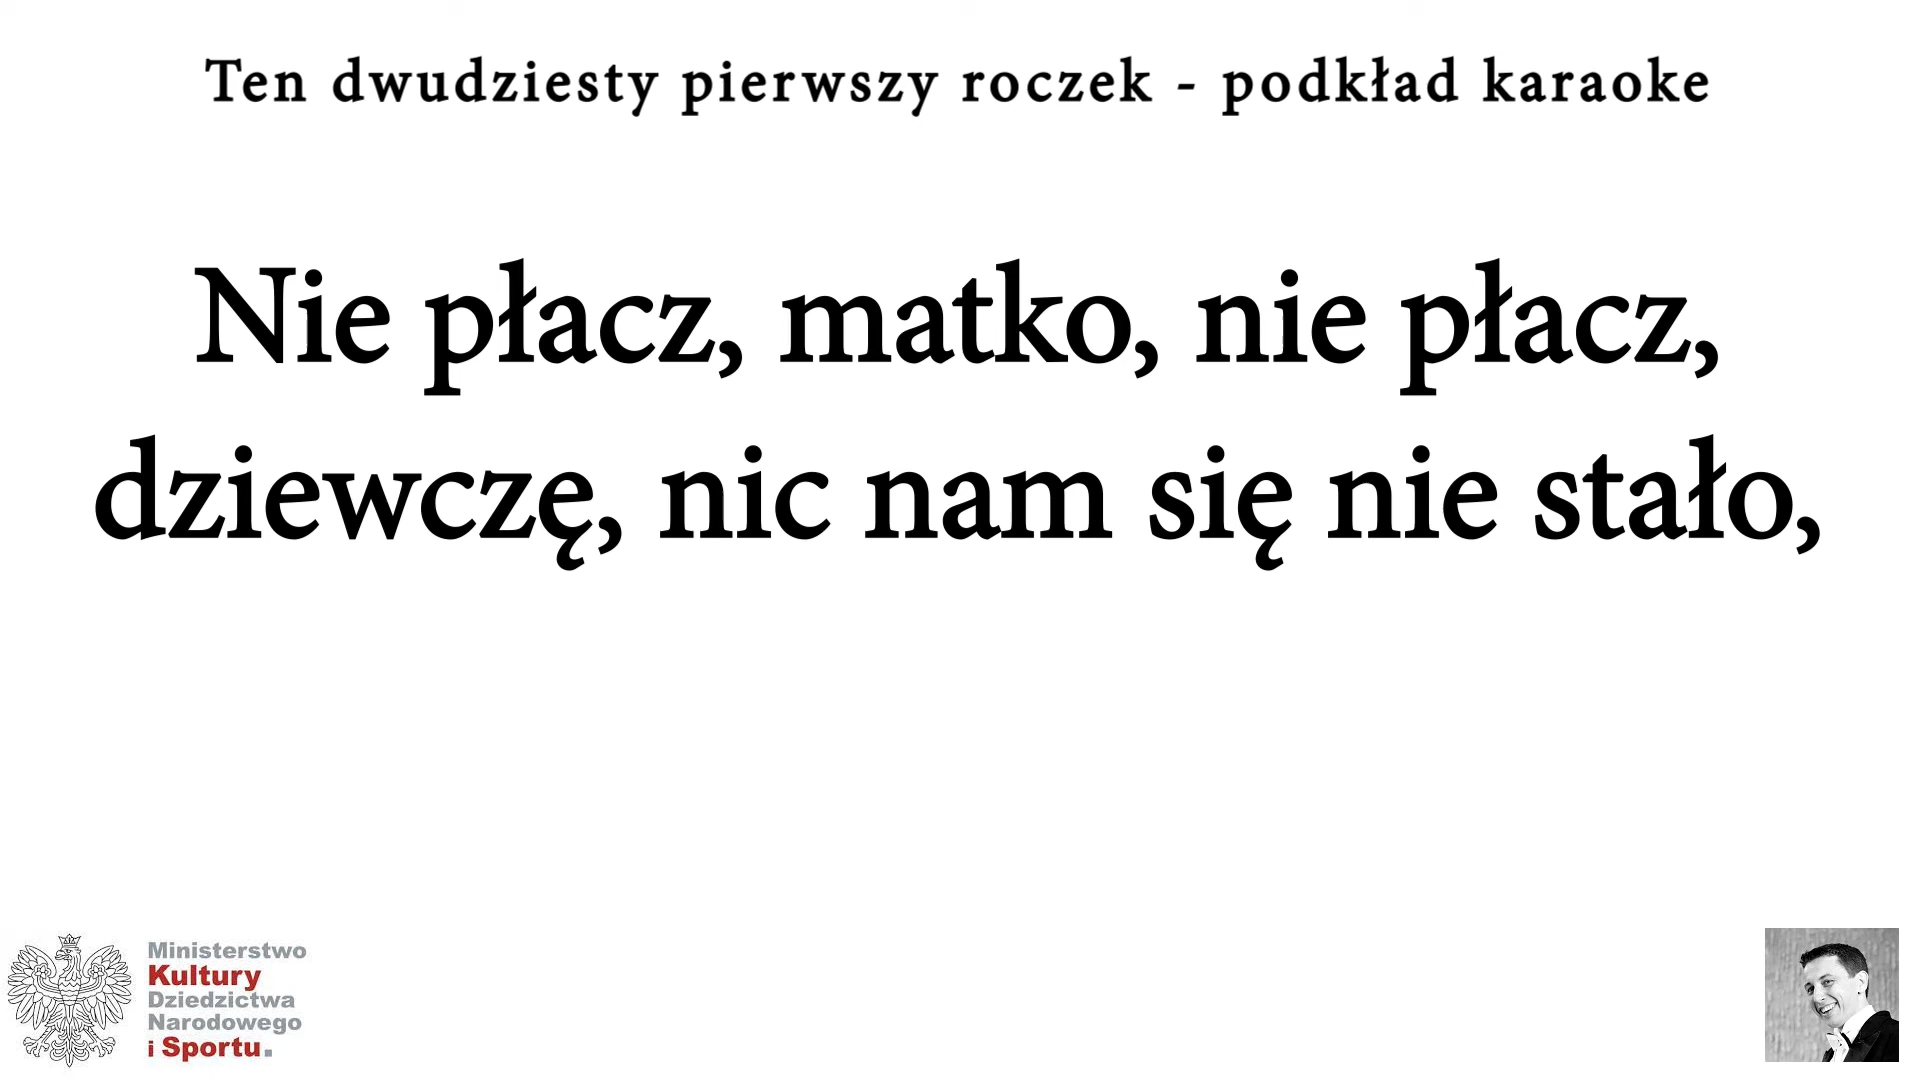 Ten dwudziesty pierwszy roczek - podkład karaoke
Nie płacz, matko, nie płacz,
dziewczę, nic nam się nie stało,
Ministerstwo
Kultury
Dziedzictwa
Narodowego
i Sportu.